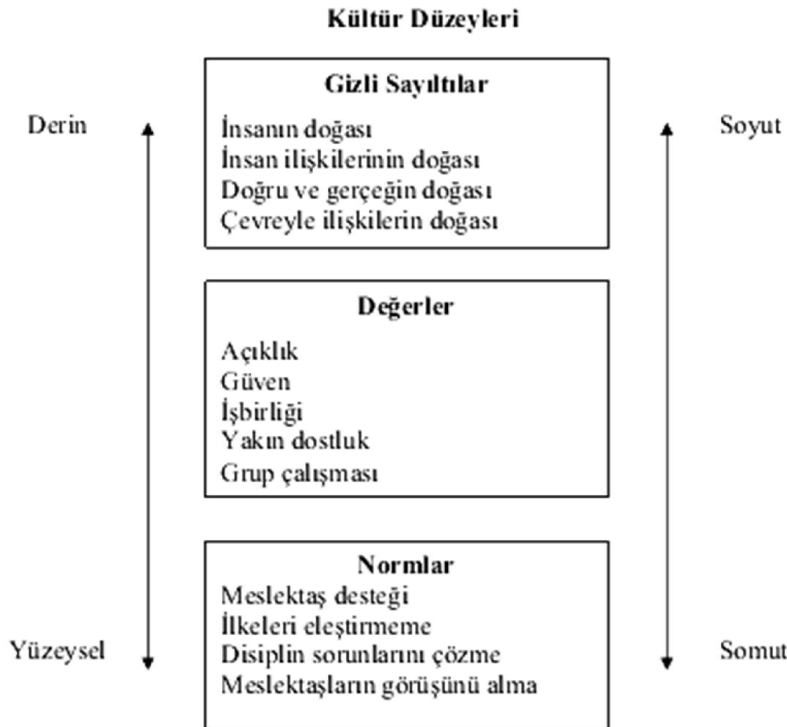 Kültür Düzeyleri
Gizli Sayıltılar
Derin
Soyut
İnsanın doğası
İnsan ilişkilerinin doğası
Doğru ve gerçeğin doğası
Çevreyle ilişkilerin doğası
Değerler
Açıklık
Güven
İşbirliği
Yakın dostluk
Grup çalışması
Normlar
Meslektaş desteği
İlkeleri eleştirmeme
Yüzeysel
Somut
Disiplin sorunlarını çözme
Meslektaşların görüşünü alma